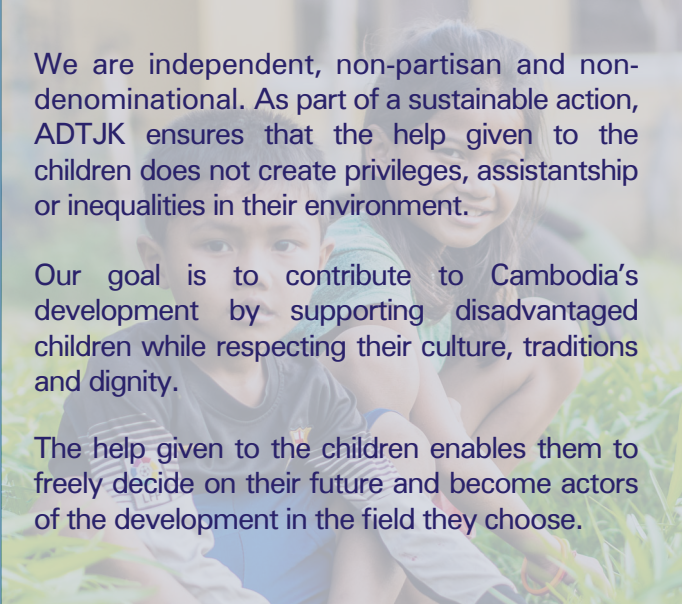 We are independent, non-partisan and non-
denominational. As part of a sustainable action,
ADTJK ensures that the help given to the
children does not create privileges, assistantship
or inequalities in their environment.
Our goal is to contribute to Cambodia's
development by supporting disadvantaged
children while respecting their culture, traditions
and dignity.
The help given to the children enables them to
freely decide on their future and become actors
of the development in the field they choose.
LFP